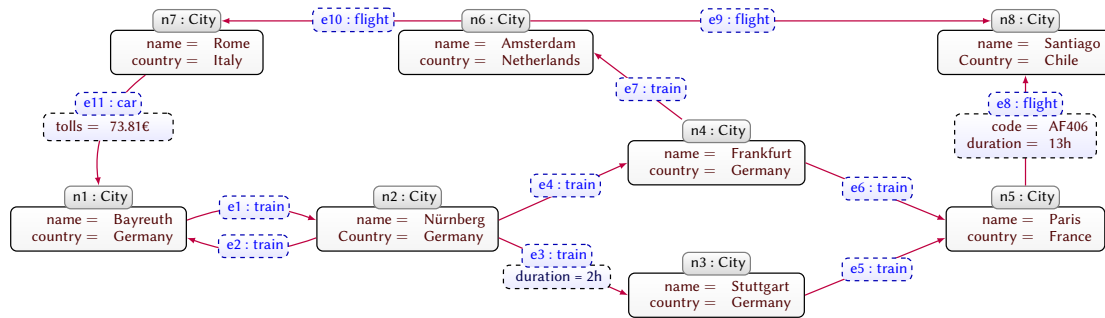 n7 : City
e10 : flight
n6 : City
e9 : flight
n8 : City
name = Rome
country = Italy
name = Amsterdam
country = Netherlands
name = Santiago
Country = Chile
e11 : car
tolls = 73.81€
e7 : train
e8 : flight
code = AF406
duration = 13h
n4 : City
name = Frankfurt
country = Germany
n1 : City
name = Bayreuth
country = Germany
e1 : train
e2 : train
n2 : City
name = Nürnberg
Country = Germany
e4 : train
e6 : train
n5 : City
name = Paris
country = France
e3 : train
duration = 2h
n3 : City
name = Stuttgart
country = Germany
e5 : train